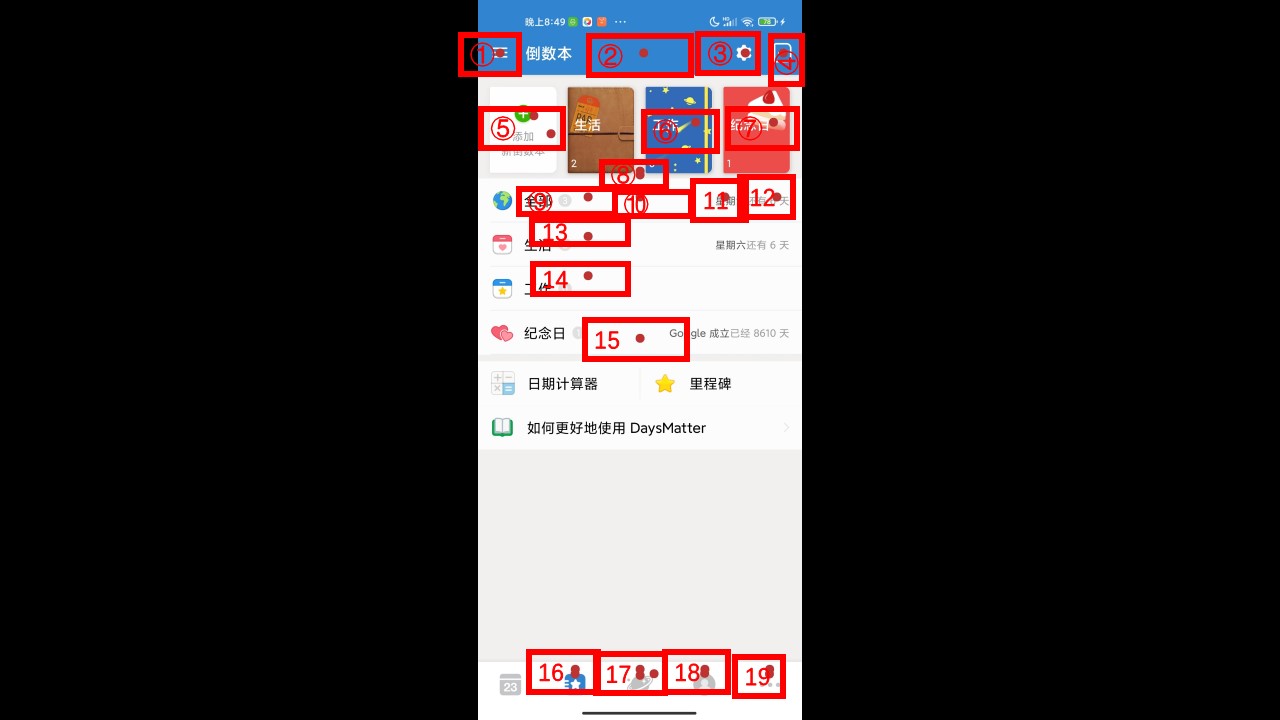 晚上8:49 ... 78
① 倒数本 ② ③ ④
⑤ 添加
新倒数本
生活
2
工作 ⑥
纪念日 ⑦
1
⑧
全部 3 ⑨ ⑩ 11 12 天
生活 13 星期六还有 6 天
工作 14
纪念日 15 Google 成立已经 8610 天
日期计算器 里程碑
如何更好地使用 DaysMatter
23 16 17 18 19